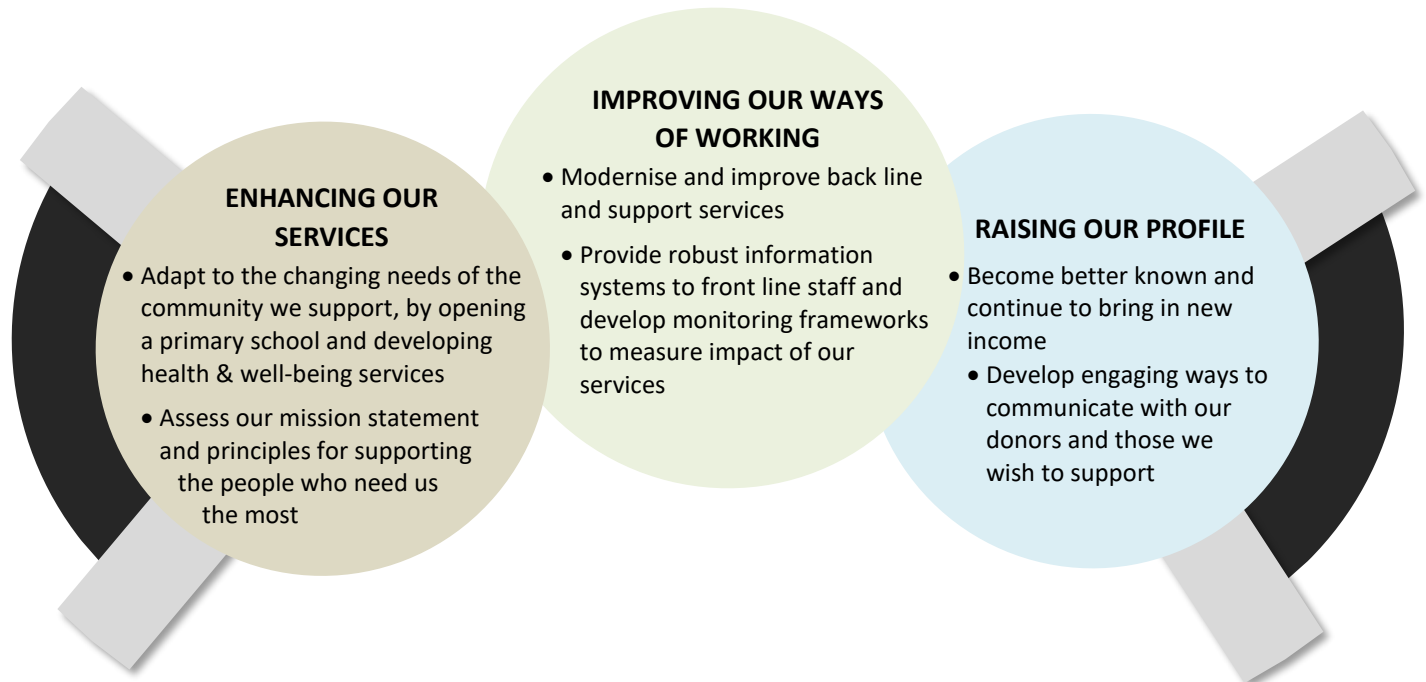 ENHANCING OUR
SERVICES
• Adapt to the changing needs of the
community we support, by opening
a primary school and developing
health & well-being services
• Assess our mission statement
and principles for supporting
the people who need us
the most
IMPROVING OUR WAYS
OF WORKING
• Modernise and improve back line
and support services
• Provide robust information
systems to front line staff and
develop monitoring frameworks
to measure impact of our
services
RAISING OUR PROFILE
• Become better known and
continue to bring in new
income
• Develop engaging ways to
communicate with our
donors and those we
wish to support